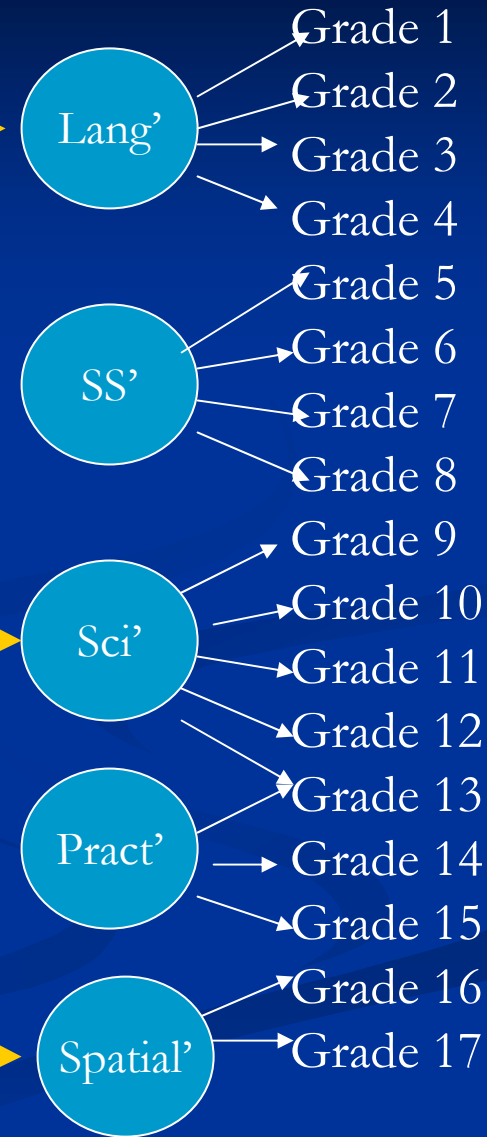 Grade 1
Grade 2
Lang’
Grade 3
Grade 4
Grade 5
Grade 6
SS’
Grade 7
Grade 8
Grade 9
Grade 10
Sci’
Grade 11
Grade 12
Grade 13
Pract’
Grade 14
Grade 15
Grade 16
Spatial’
Grade 17